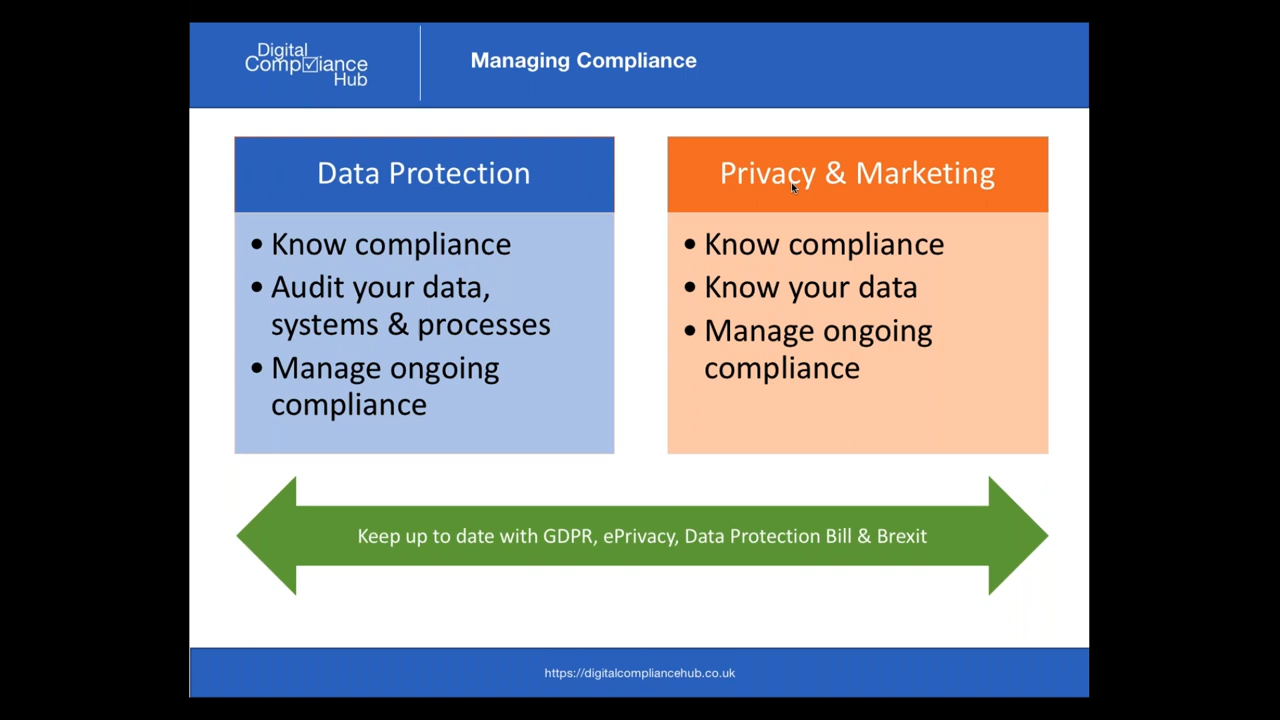 Digital
Compliance
Hub
Managing Compliance
Data Protection
• Know compliance
• Audit your data,
systems & processes
• Manage ongoing
compliance
Privacy & Marketing
• Know compliance
• Know your data
• Manage ongoing
compliance
Keep up to date with GDPR, ePrivacy, Data Protection Bill & Brexit
https://digitalcompliancehub.co.uk